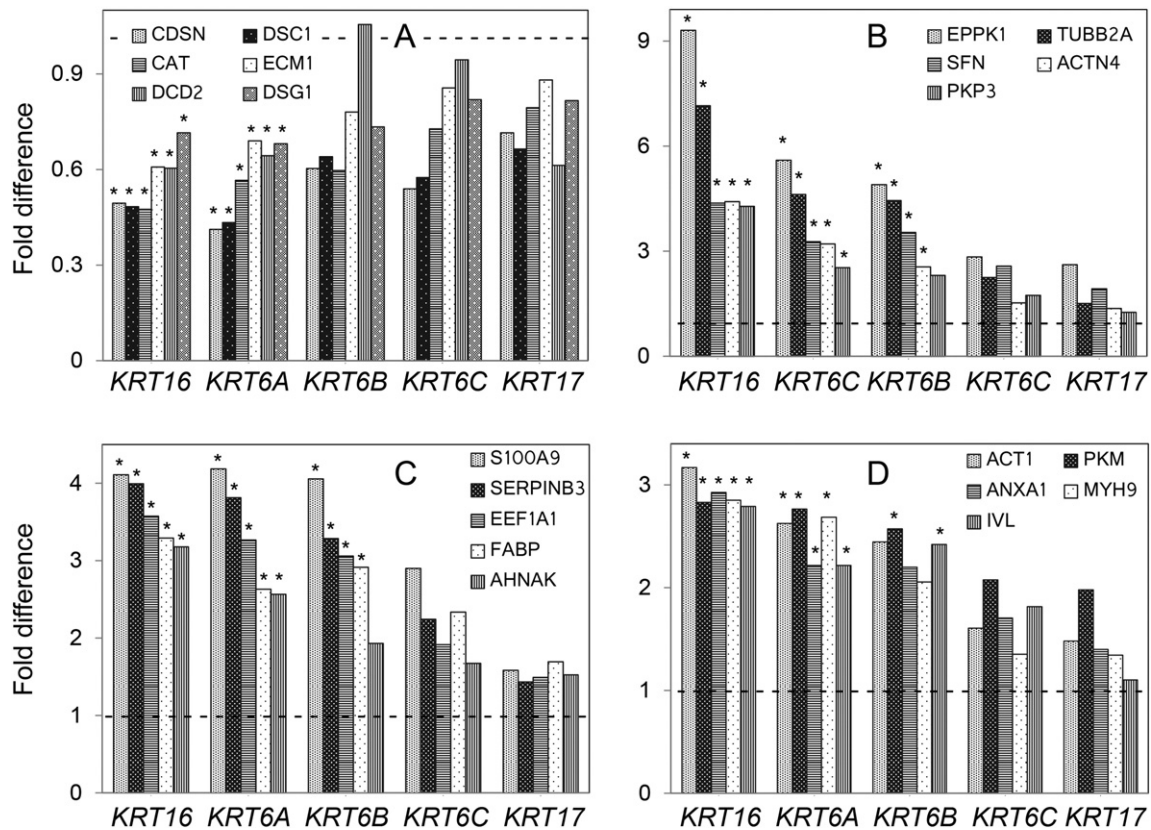 A
CDSN DSC1
CAT ECM1
DCD2 DSG1
Fold difference
0.9
0.6
0.3
0
* * * * * *
* * * * * *
KRT16 KRT6A KRT6B KRT6C KRT17
B
EPPK1 TUBB2A
SFN ACTN4
PKP3
9
6
3
0
* * * * *
* * * * *
* * * *
KRT16 KRT6C KRT6B KRT6C KRT17
C
S100A9
SERPINB3
EEF1A1
FABP
AHNAK
Fold difference
4
3
2
1
0
* * * * *
* * * * *
* * * *
KRT16 KRT6A KRT6B KRT6C KRT17
D
ACT1 PKM
ANXA1 MYH9
IVL
3
2
1
0
* * * * *
* * * * *
* *
KRT16 KRT6A KRT6B KRT6C KRT17